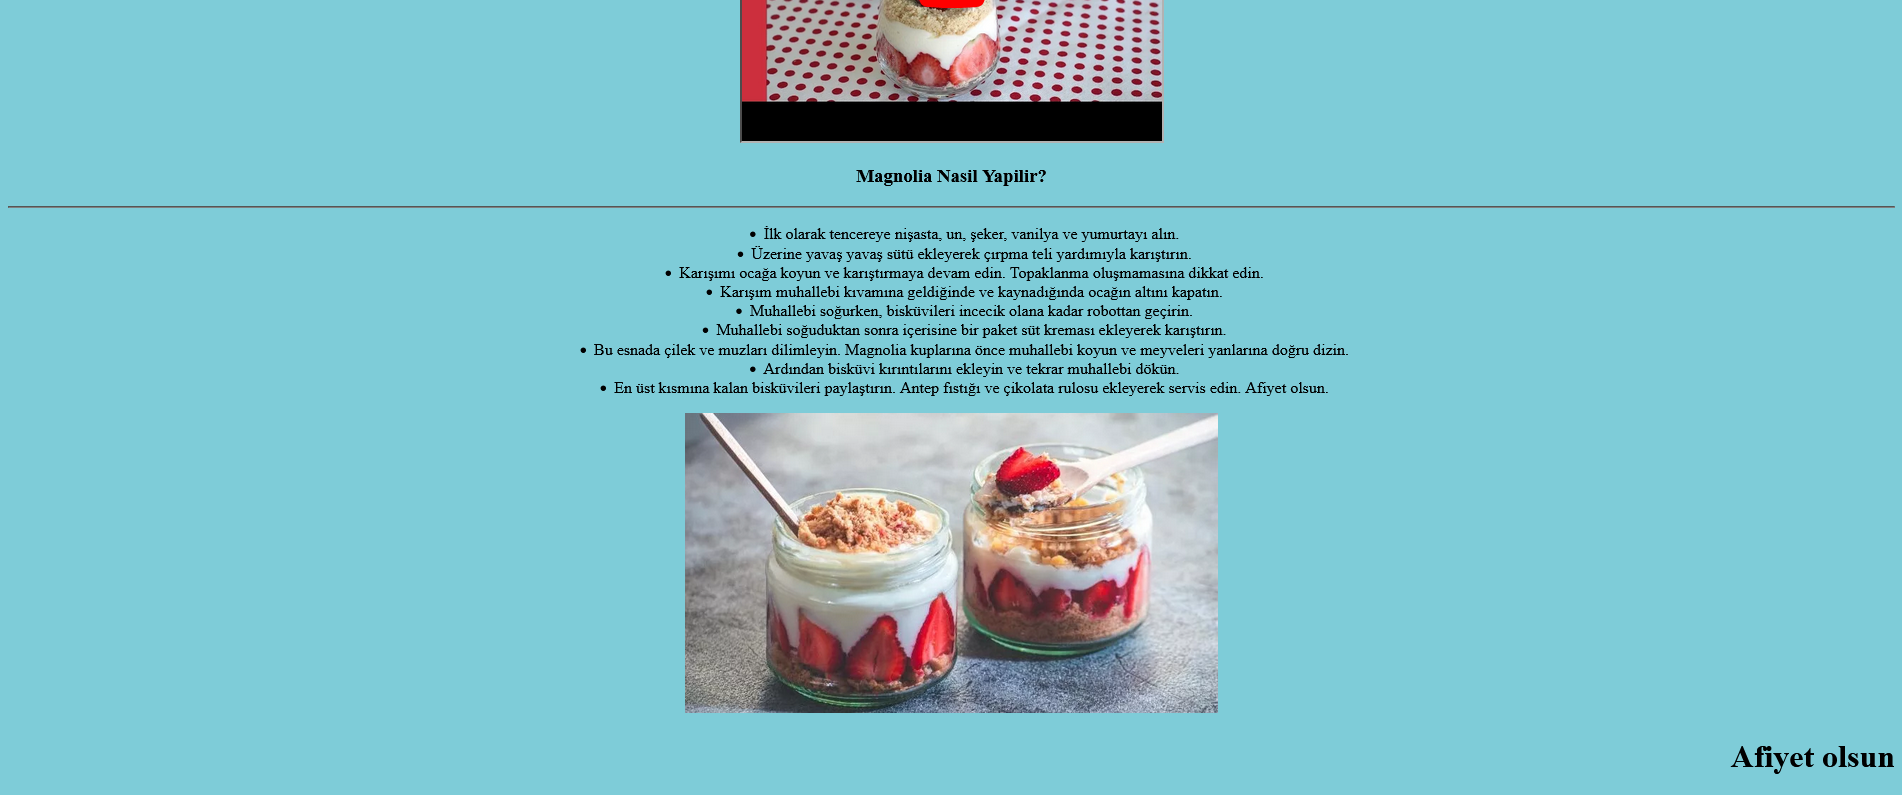 Magnolia Nasil Yapilir?
• İlk olarak tencereye nişasta, un, şeker, vanilya ve yumurtayı alın.
• Üzerine yavaş yavaş sütü ekleyerek çırpma teli yardımıyla karıştırın.
• Karışımı ocağa koyun ve karıştırmaya devam edin. Topaklanma oluşmamasına dikkat edin.
• Karışım muhallebi kıvamına geldiğinde ve kaynadığında ocağın altını kapatın.
• Muhallebi soğurken, bisküvileri incecik olana kadar robottan geçirin.
• Muhallebi soğuduktan sonra içerisine bir paket süt kreması ekleyerek karıştırın.
• Bu esnada çilek ve muzları dilimleyin. Magnolia kuplarına önce muhallebi koyun ve meyveleri yanlarına doğru dizin.
• Ardından bisküvi kırıntılarını ekleyin ve tekrar muhallebi dökün.
• En üst kısmına kalan bisküvileri paylaştırın. Antep fıstığı ve çikolata rulosu ekleyerek servis edin. Afiyet olsun.
Afiyet olsun